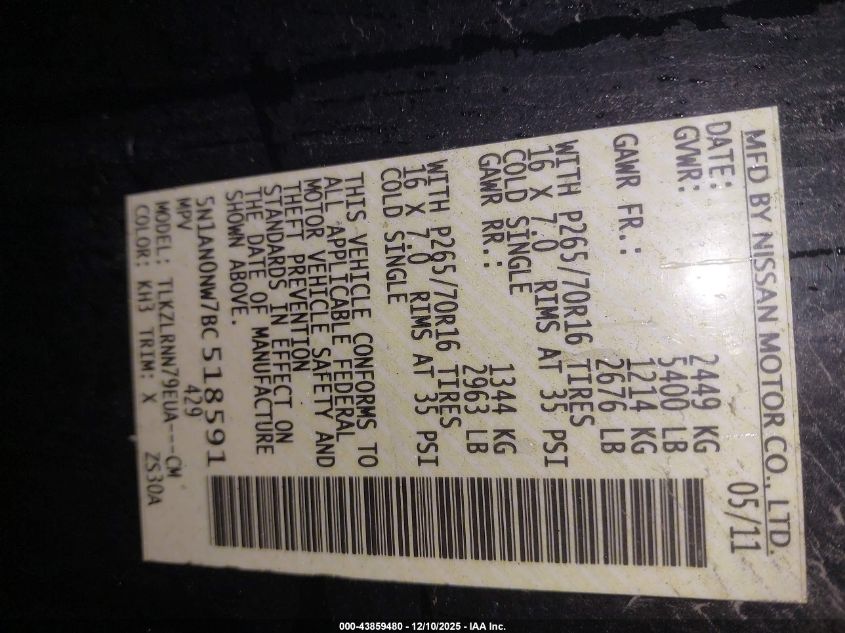 MFD BY NISSAN MOTOR CO., LTD.
DATE: 05/11
GVWR: 2449 KG
5400 LB
GAWR FR.: 1214 KG
2676 LB
WITH P265/70R16 TIRES
16 X 7.0 RIMS AT 35 PSI
COLD SINGLE
GAWR RR.: 1344 KG
2963 LB
WITH P265/70R16 TIRES
16 X 7.0 RIMS AT 35 PSI
COLD SINGLE
THIS VEHICLE CONFORMS TO
ALL APPLICABLE FEDERAL
MOTOR VEHICLE SAFETY AND
THEFT PREVENTION
STANDARDS IN EFFECT ON
THE DATE OF MANUFACTURE
SHOWN ABOVE.
5N1AN0NW7BC518591
MPV 429
MODEL: TLKZLRNN79EUA---CM
COLOR: KH3 TRIM: X ZS30A
000-43859480 - 12/10/2025 - IAA Inc.